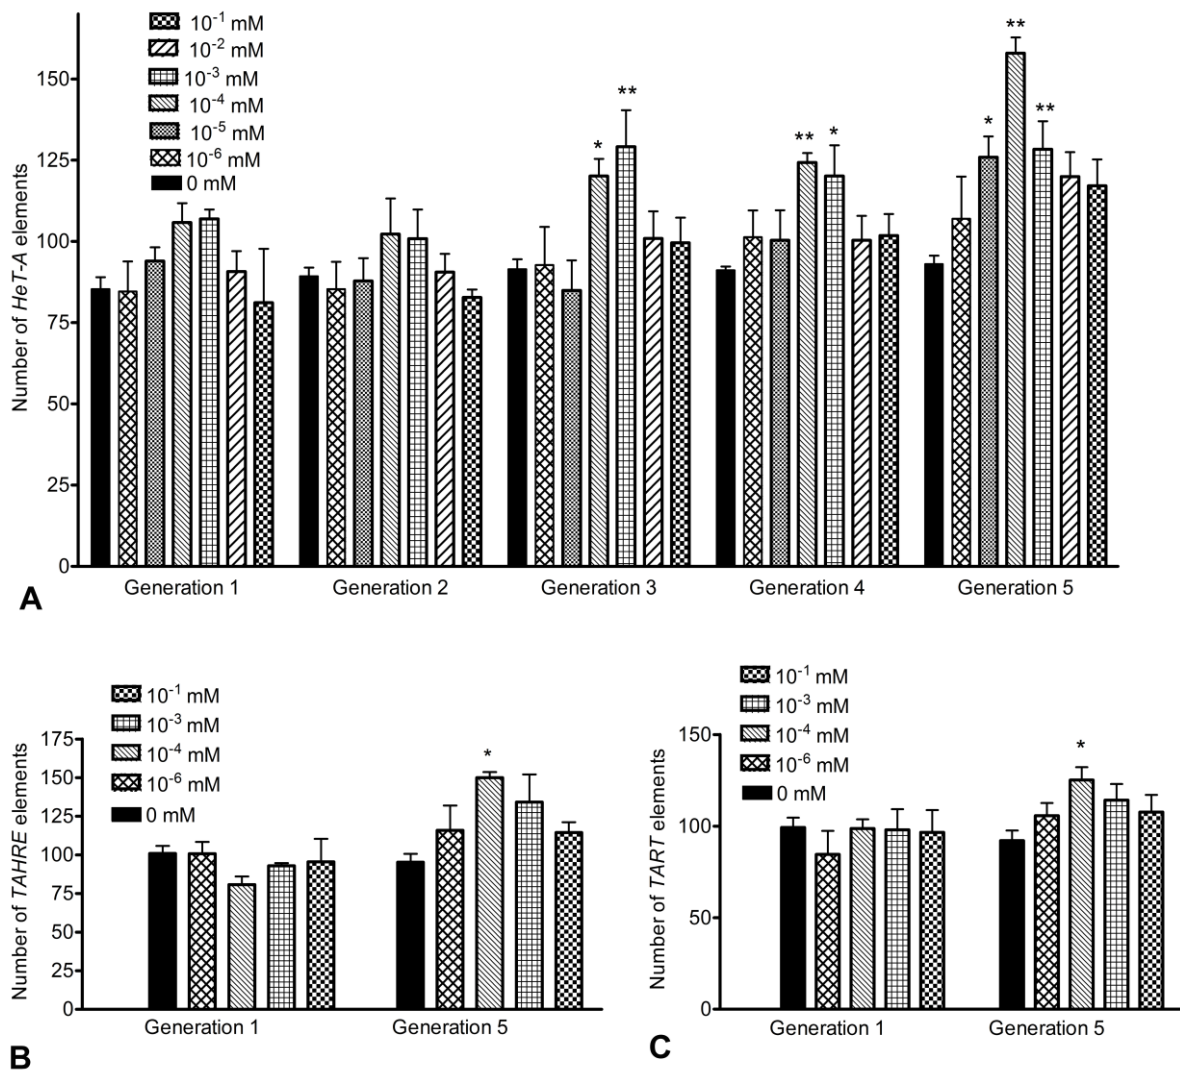 10⁻¹ mM
10⁻² mM
10⁻³ mM
10⁻⁴ mM
10⁻⁵ mM
10⁻⁶ mM
0 mM
Number of HeT-A elements
150
125
100
75
50
25
0
* **
** *
* ** **
Generation 1 Generation 2 Generation 3 Generation 4 Generation 5
A
10⁻¹ mM
10⁻³ mM
10⁻⁴ mM
10⁻⁶ mM
0 mM
Number of TAHRE elements
175
150
125
100
75
50
25
0
*
Generation 1 Generation 5
B
10⁻¹ mM
10⁻³ mM
10⁻⁴ mM
10⁻⁶ mM
0 mM
Number of TART elements
150
100
50
0
*
Generation 1 Generation 5
C